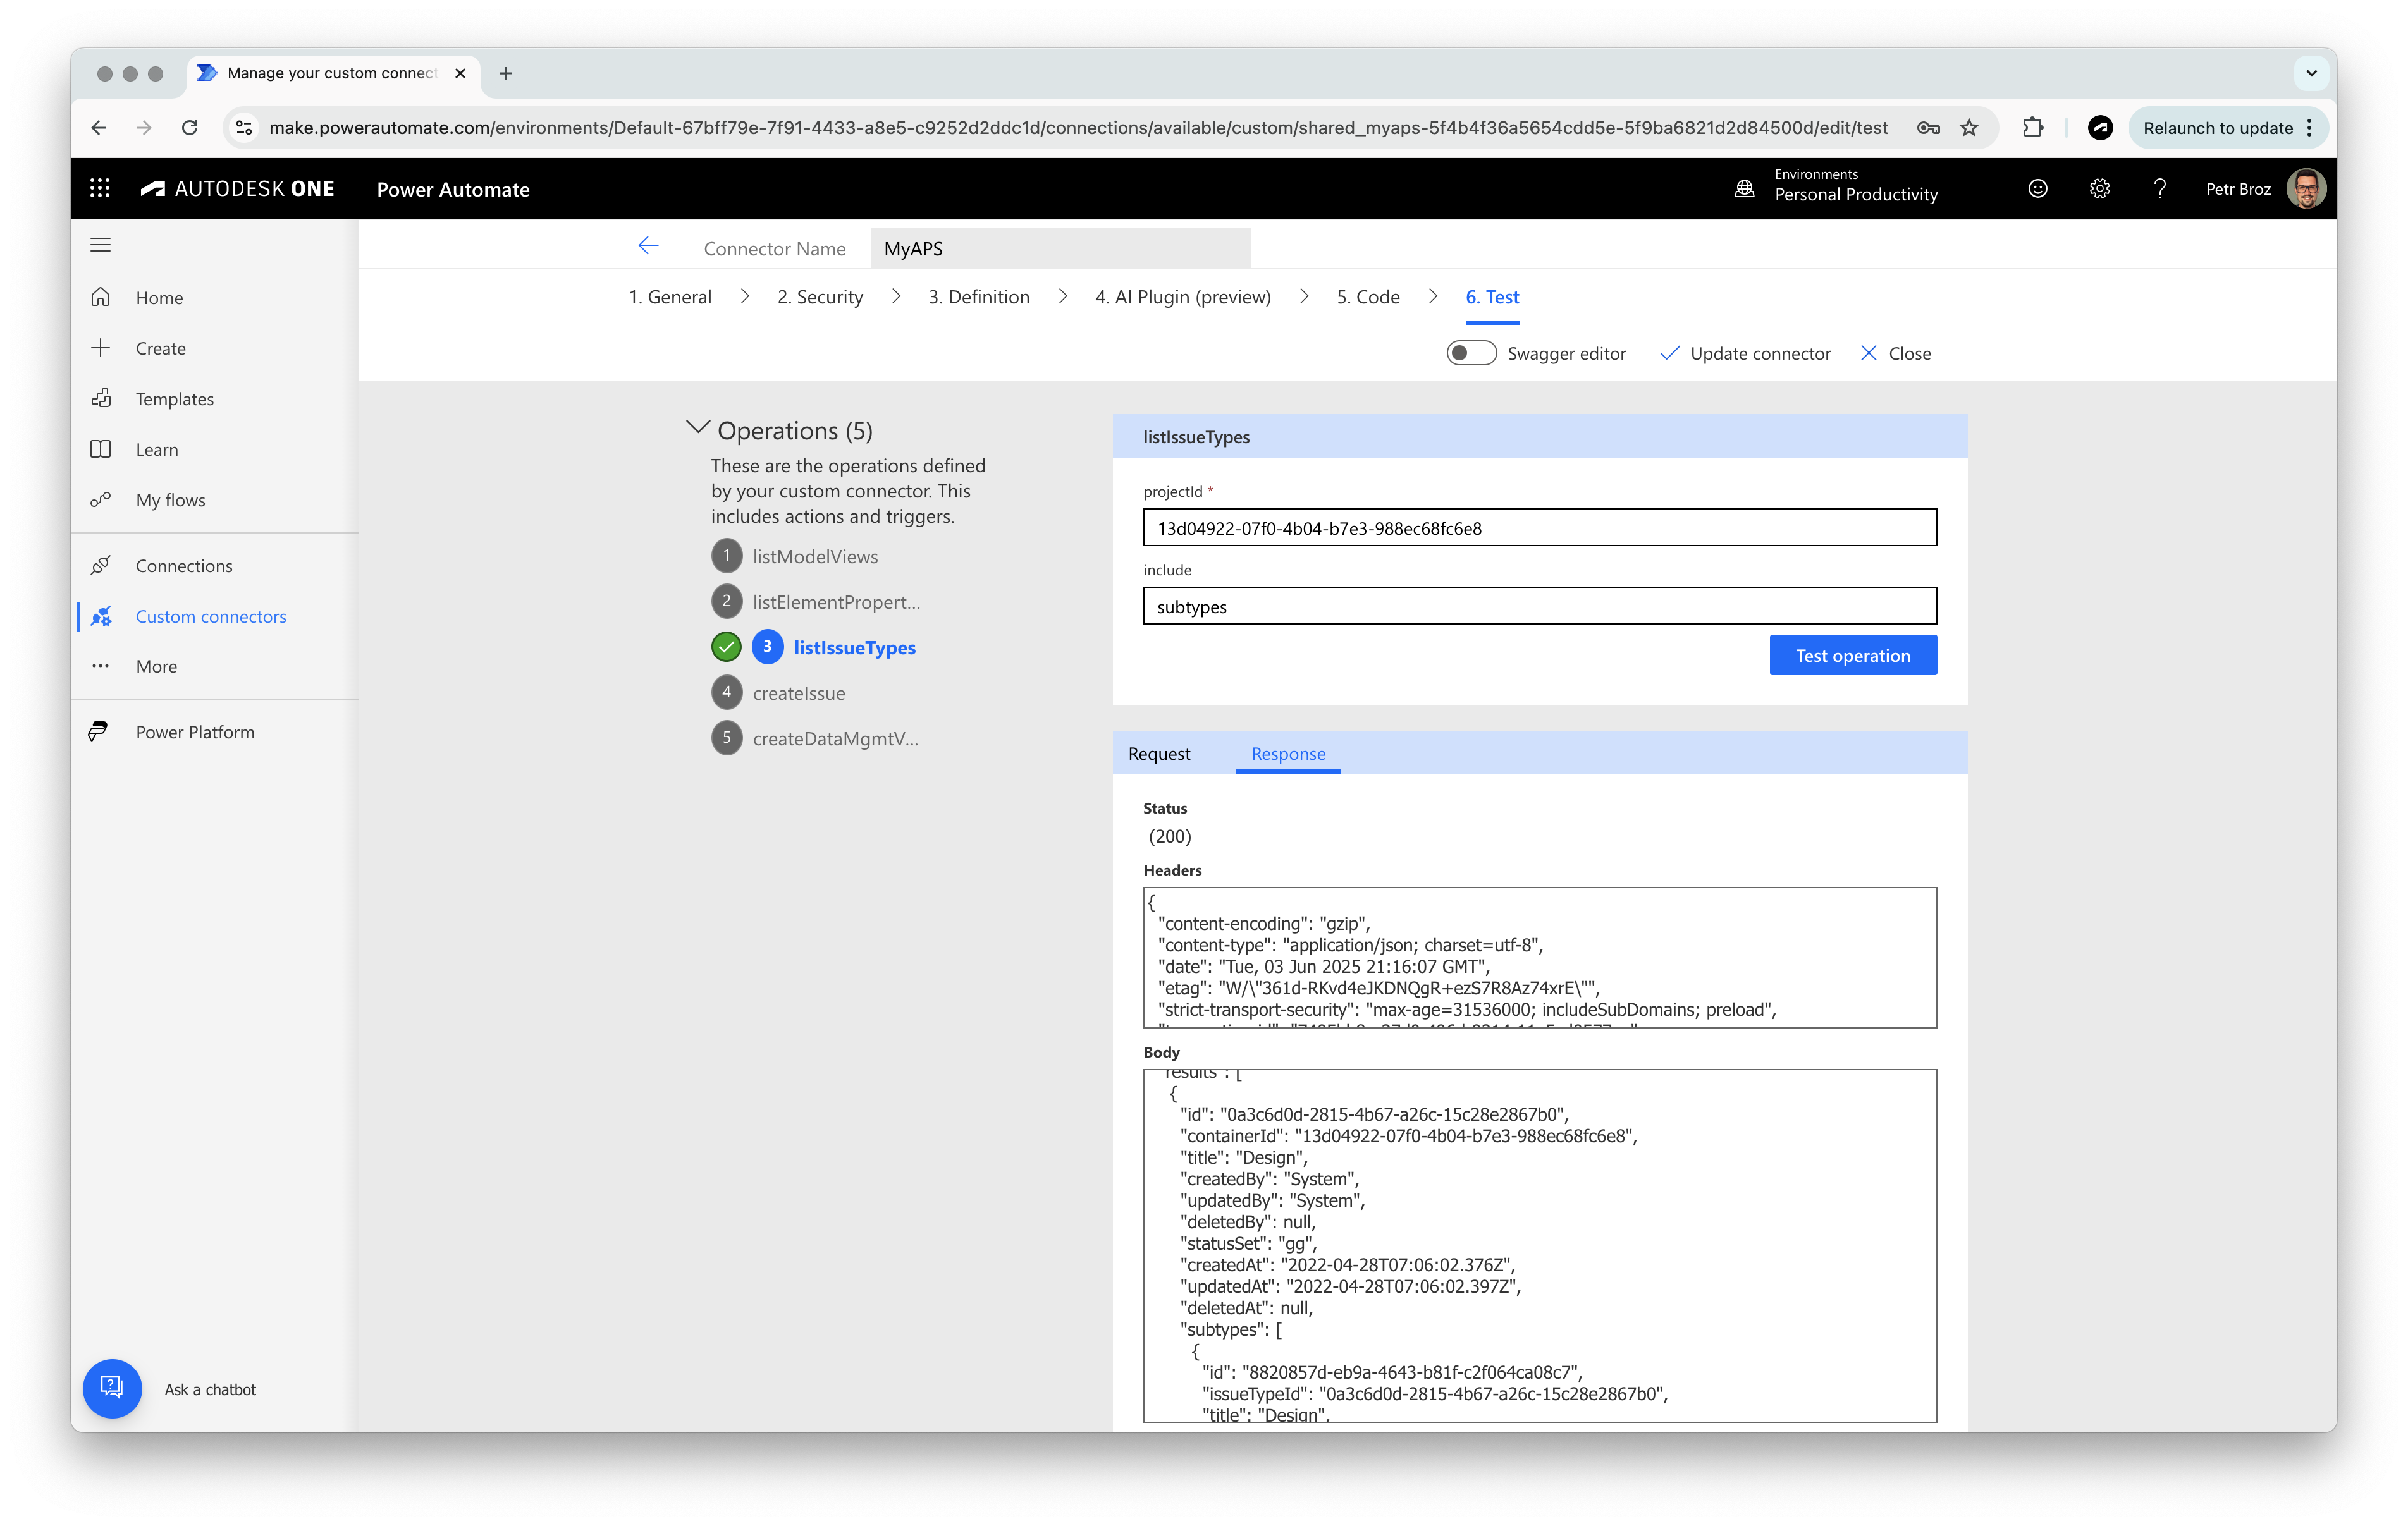 Manage your custom connect
make.powerautomate.com/environments/Default-67bff79e-7f91-4433-a8e5-c9252d2ddc1d/connections/available/custom/shared_myaps-5f4b4f36a5654cdd5e-5f9ba6821d2d84500d/edit/test
Relaunch to update
AUTODESK ONE
Power Automate
Environments
Personal Productivity
Petr Broz
Home
Create
Templates
Learn
My flows
Connections
Custom connectors
More
Power Platform
Ask a chatbot
Connector Name
MyAPS
1. General
2. Security
3. Definition
4. AI Plugin (preview)
5. Code
6. Test
Swagger editor
Update connector
Close
Operations (5)
These are the operations defined
by your custom connector. This
includes actions and triggers.
1 listModelViews
2 listElementPropert...
3 listIssueTypes
4 createIssue
5 createDataMgmtV...
listIssueTypes
projectId *
13d04922-07f0-4b04-b7e3-988ec68fc6e8
include
subtypes
Test operation
Request
Response
Status
(200)
Headers
{
"content-encoding": "gzip",
"content-type": "application/json; charset=utf-8",
"date": "Tue, 03 Jun 2025 21:16:07 GMT",
"etag": "W/\"361d-RKvd4eJKDNQgR+ezS7R8Az74xrE\"",
"strict-transport-security": "max-age=31536000; includeSubDomains; preload",
Body
"results": [
{
"id": "0a3c6d0d-2815-4b67-a26c-15c28e2867b0",
"containerId": "13d04922-07f0-4b04-b7e3-988ec68fc6e8",
"title": "Design",
"createdBy": "System",
"updatedBy": "System",
"deletedBy": null,
"statusSet": "gg",
"createdAt": "2022-04-28T07:06:02.376Z",
"updatedAt": "2022-04-28T07:06:02.397Z",
"deletedAt": null,
"subtypes": [
{
"id": "8820857d-eb9a-4643-b81f-c2f064ca08c7",
"issueTypeId": "0a3c6d0d-2815-4b67-a26c-15c28e2867b0",
"title": "Design",